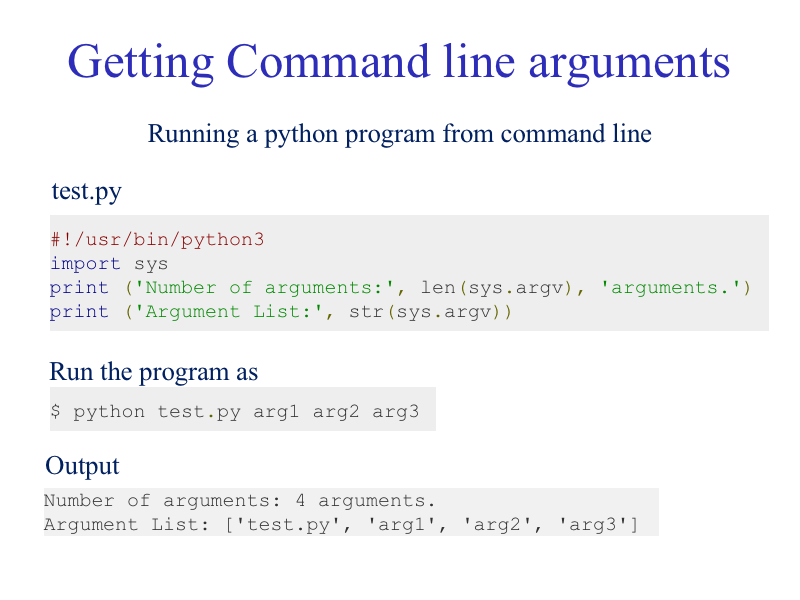 Getting Command line arguments
Running a python program from command line
test.py
#!/usr/bin/python3
import sys
print ('Number of arguments:', len(sys.argv), 'arguments.')
print ('Argument List:', str(sys.argv))
Run the program as
$ python test.py arg1 arg2 arg3
Output
Number of arguments: 4 arguments.
Argument List: ['test.py', 'arg1', 'arg2', 'arg3']